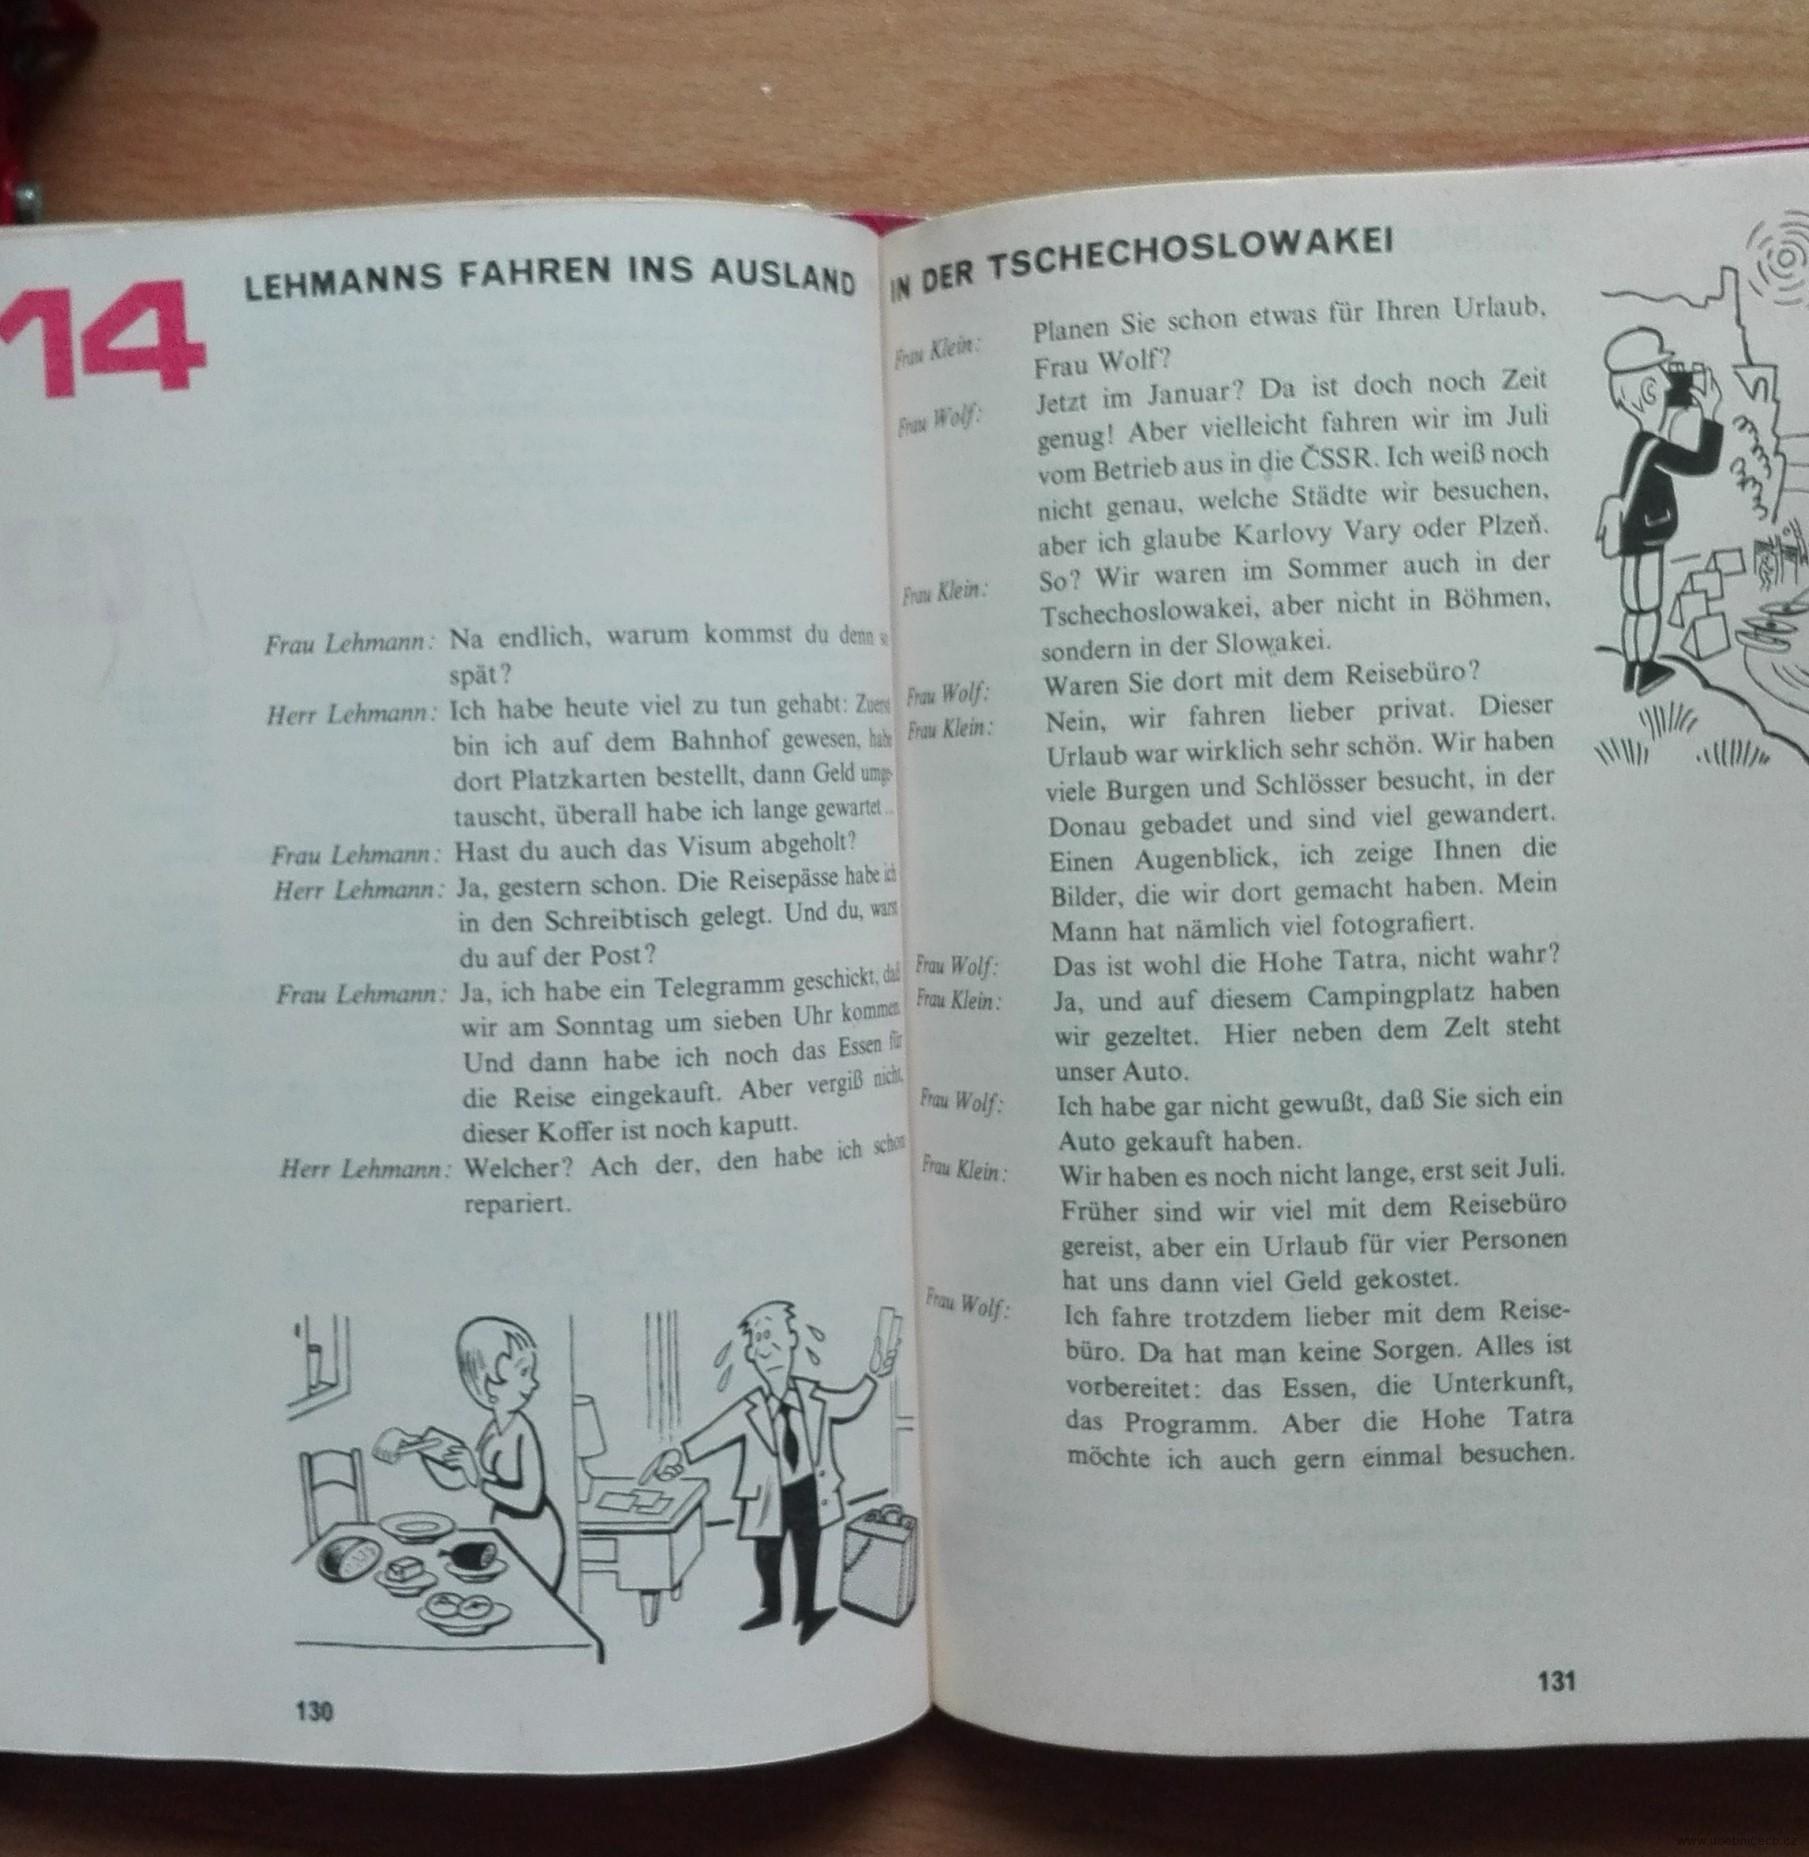 14
LEHMANNS FAHREN INS AUSLAND
Frau Lehmann: Na endlich, warum kommst du denn so
spät?
Herr Lehmann: Ich habe heute viel zu tun gehabt: Zuerst
bin ich auf dem Bahnhof gewesen, habe
dort Platzkarten bestellt, dann Geld umge-
tauscht, überall habe ich lange gewartet...
Frau Lehmann: Hast du auch das Visum abgeholt?
Herr Lehmann: Ja, gestern schon. Die Reisepässe habe ich
in den Schreibtisch gelegt. Und du, warst
du auf der Post?
Frau Lehmann: Ja, ich habe ein Telegramm geschickt, daß
wir am Sonntag um sieben Uhr kommen.
Und dann habe ich noch das Essen für
die Reise eingekauft. Aber vergiß nicht,
dieser Koffer ist noch kaputt.
Herr Lehmann: Welcher? Ach der, den habe ich schon
repariert.
130
IN DER TSCHECHOSLOWAKEI
Frau Klein: Planen Sie schon etwas für Ihren Urlaub,
Frau Wolf?
Frau Wolf: Jetzt im Januar? Da ist doch noch Zeit
genug! Aber vielleicht fahren wir im Juli
vom Betrieb aus in die ČSSR. Ich weiß noch
nicht genau, welche Städte wir besuchen,
aber ich glaube Karlovy Vary oder Plzeň.
Frau Klein: So? Wir waren im Sommer auch in der
Tschechoslowakei, aber nicht in Böhmen,
sondern in der Slowakei.
Frau Wolf: Waren Sie dort mit dem Reisebüro?
Frau Klein: Nein, wir fahren lieber privat. Dieser
Urlaub war wirklich sehr schön. Wir haben
viele Burgen und Schlösser besucht, in der
Donau gebadet und sind viel gewandert.
Einen Augenblick, ich zeige Ihnen die
Bilder, die wir dort gemacht haben. Mein
Mann hat nämlich viel fotografiert.
Frau Wolf: Das ist wohl die Hohe Tatra, nicht wahr?
Frau Klein: Ja, und auf diesem Campingplatz haben
wir gezeltet. Hier neben dem Zelt steht
unser Auto.
Frau Wolf: Ich habe gar nicht gewußt, daß Sie sich ein
Auto gekauft haben.
Frau Klein: Wir haben es noch nicht lange, erst seit Juli.
Früher sind wir viel mit dem Reisebüro
gereist, aber ein Urlaub für vier Personen
hat uns dann viel Geld gekostet.
Frau Wolf: Ich fahre trotzdem lieber mit dem Reise-
büro. Da hat man keine Sorgen. Alles ist
vorbereitet: das Essen, die Unterkunft,
das Programm. Aber die Hohe Tatra
möchte ich auch gern einmal besuchen.
131